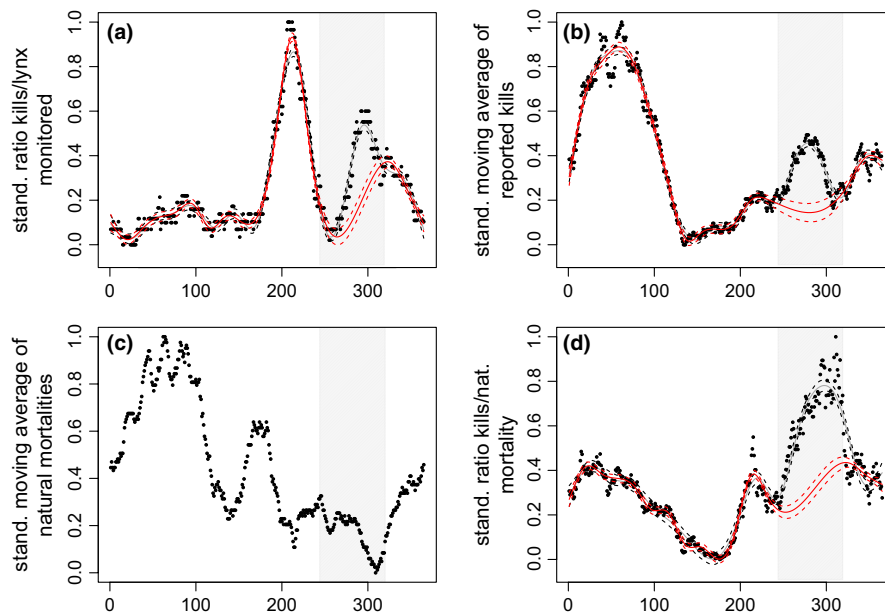 (a)
stand. ratio kills/lynx
monitored
0.0 0.2 0.4 0.6 0.8 1.0
0 100 200 300
(b)
stand. moving average of
reported kills
0.0 0.2 0.4 0.6 0.8 1.0
0 100 200 300
(c)
stand. moving average of
natural mortalities
0.0 0.2 0.4 0.6 0.8 1.0
0 100 200 300
(d)
stand. ratio kills/nat.
mortality
0.0 0.2 0.4 0.6 0.8 1.0
0 100 200 300